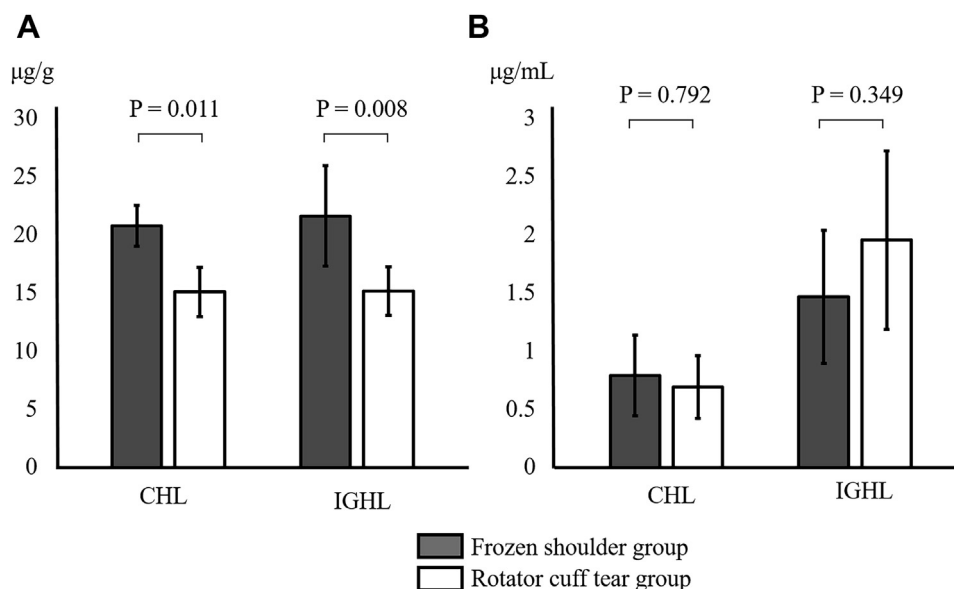 A
μg/g
30
25
20
15
10
5
0
P = 0.011
P = 0.008
CHL
IGHL
B
μg/mL
3
2.5
2
1.5
1
0.5
0
P = 0.792
P = 0.349
CHL
IGHL
Frozen shoulder group
Rotator cuff tear group